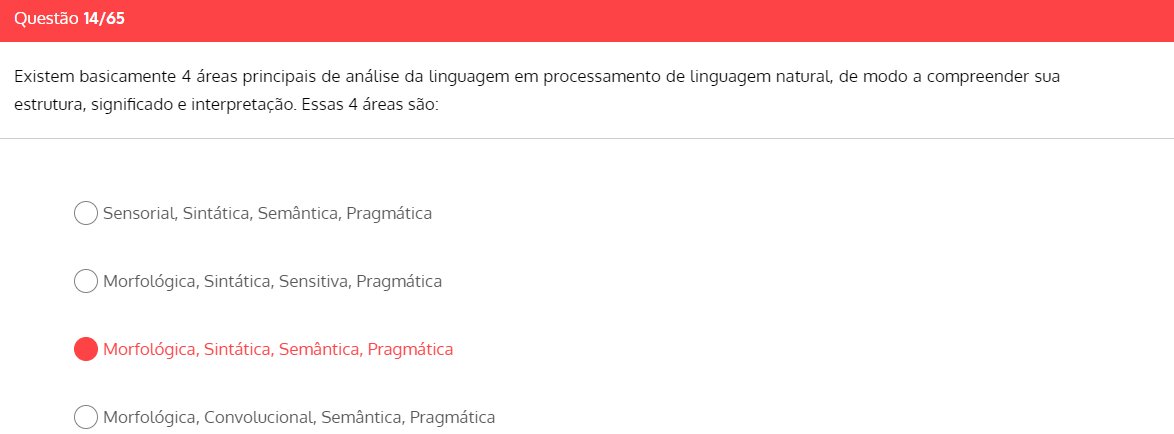 Questão 14/65
Existem basicamente 4 áreas principais de análise da linguagem em processamento de linguagem natural, de modo a compreender sua
estrutura, significado e interpretação. Essas 4 áreas são:
Sensorial, Sintática, Semântica, Pragmática
Morfológica, Sintática, Sensitiva, Pragmática
Morfológica, Sintática, Semântica, Pragmática
Morfológica, Convolucional, Semântica, Pragmática